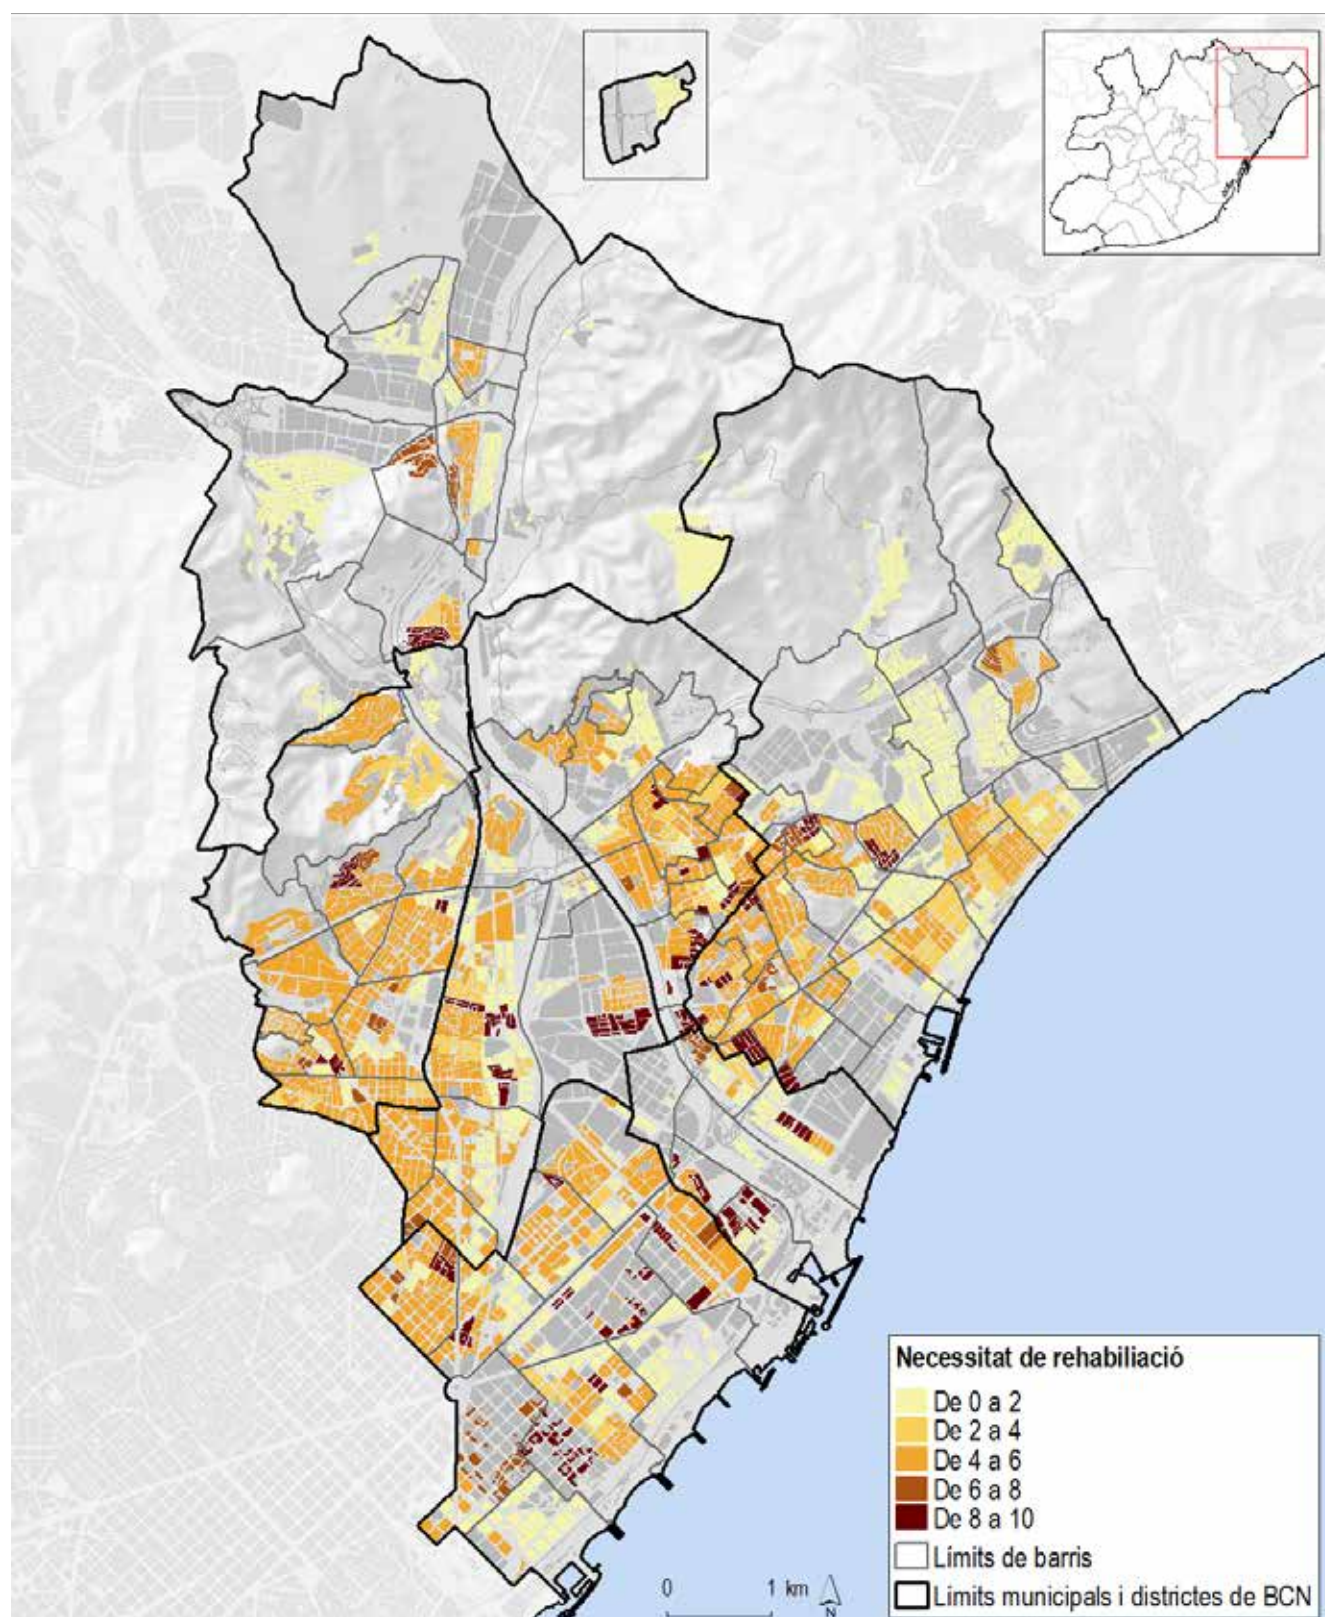 Necessitat de rehabiliació
De 0 a 2
De 2 a 4
De 4 a 6
De 6 a 8
De 8 a 10
Límits de barris
Límits municipals i districtes de BCN
0 1 km
N